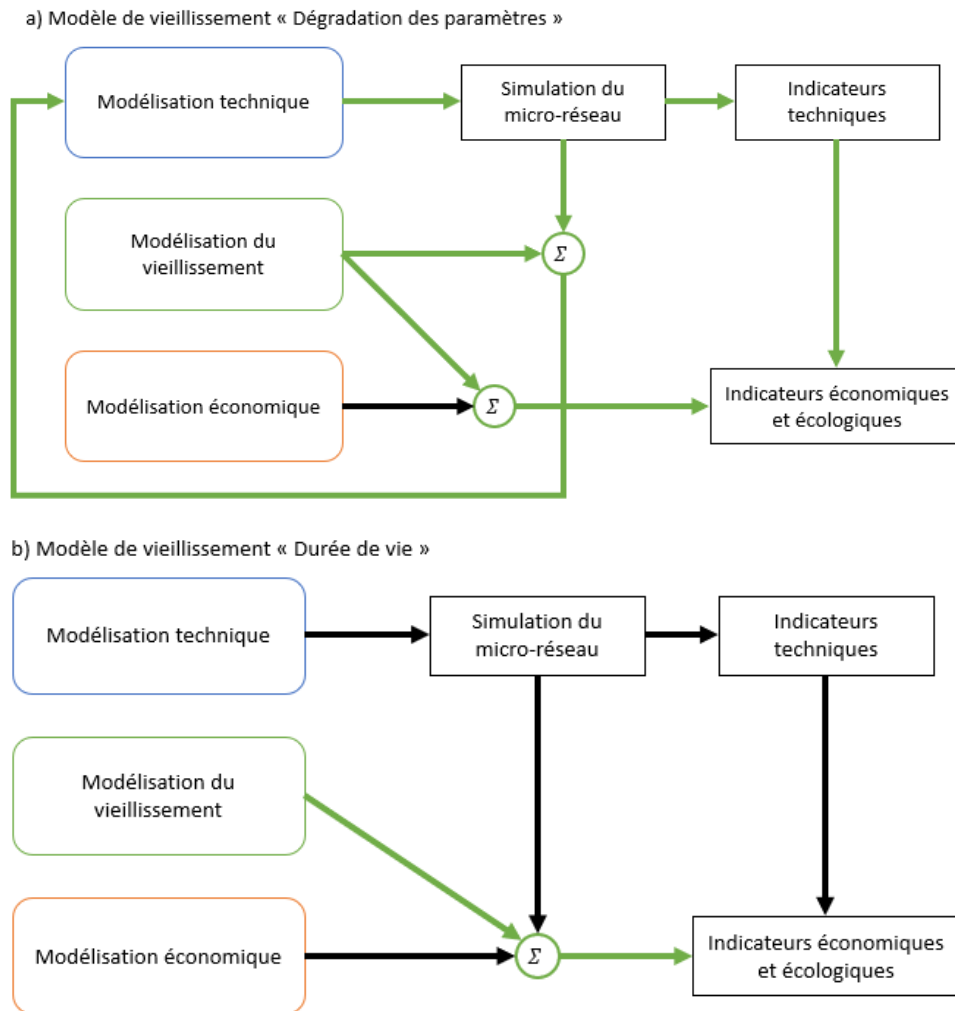 a) Modèle de vieillissement « Dégradation des paramètres »
Modélisation technique
Simulation du
micro-réseau
Indicateurs
techniques
Modélisation du
vieillissement
Σ
Modélisation économique
Σ
Indicateurs économiques
et écologiques
b) Modèle de vieillissement « Durée de vie »
Modélisation technique
Simulation du
micro-réseau
Indicateurs
techniques
Modélisation du
vieillissement
Modélisation économique
Σ
Indicateurs économiques
et écologiques